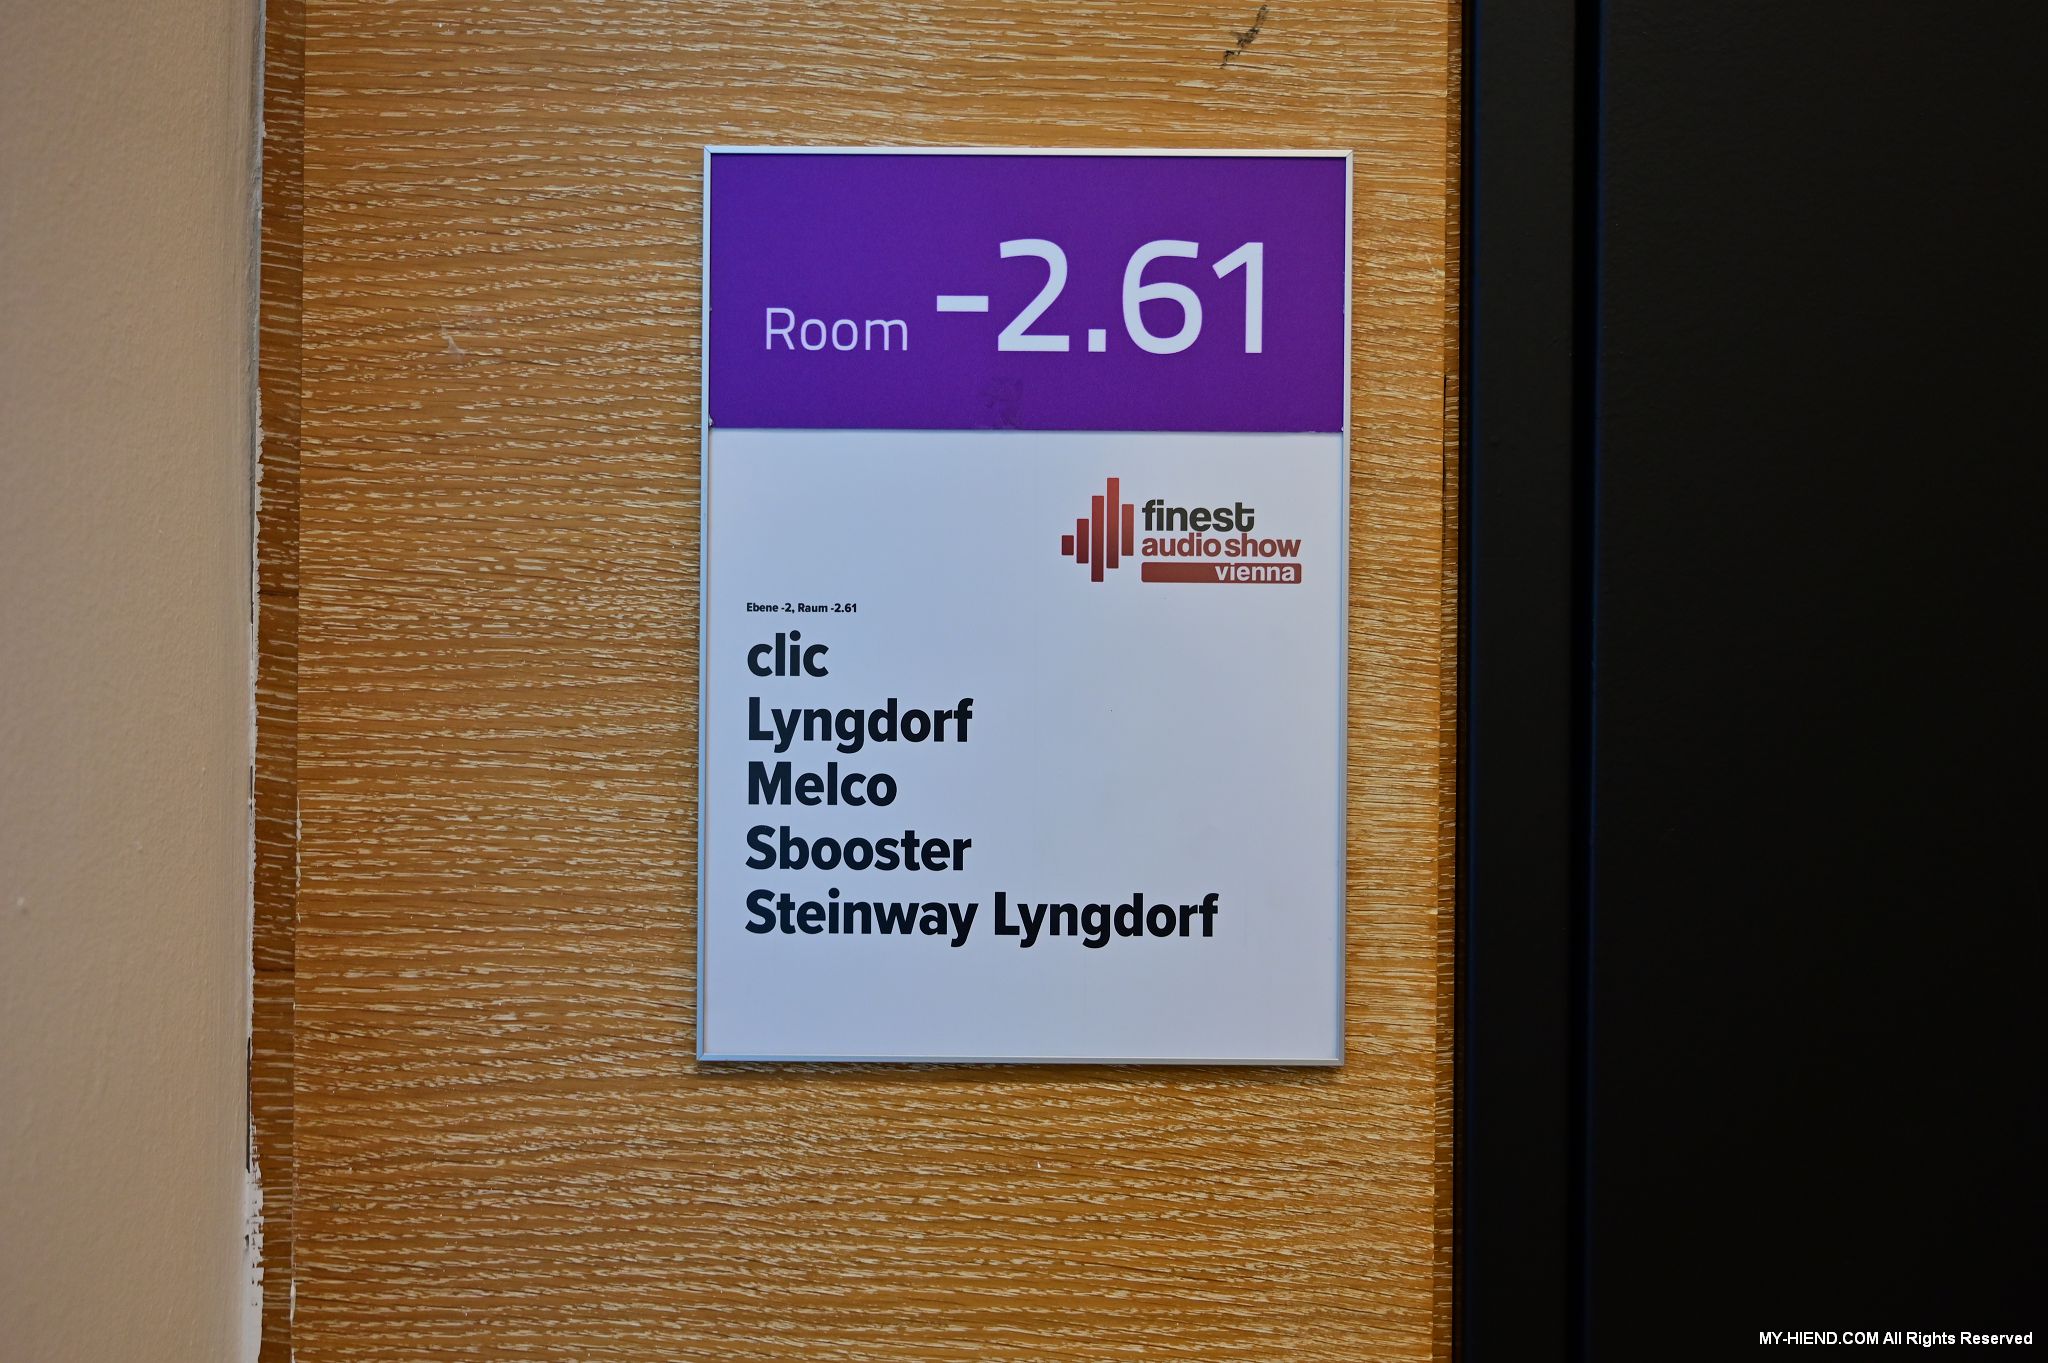 Room -2.61
finest
audio show
vienna
Ebene -2, Raum -2.61
clic
Lyngdorf
Melco
Sbooster
Steinway Lyngdorf
MY-HIEND.COM All Rights Reserved